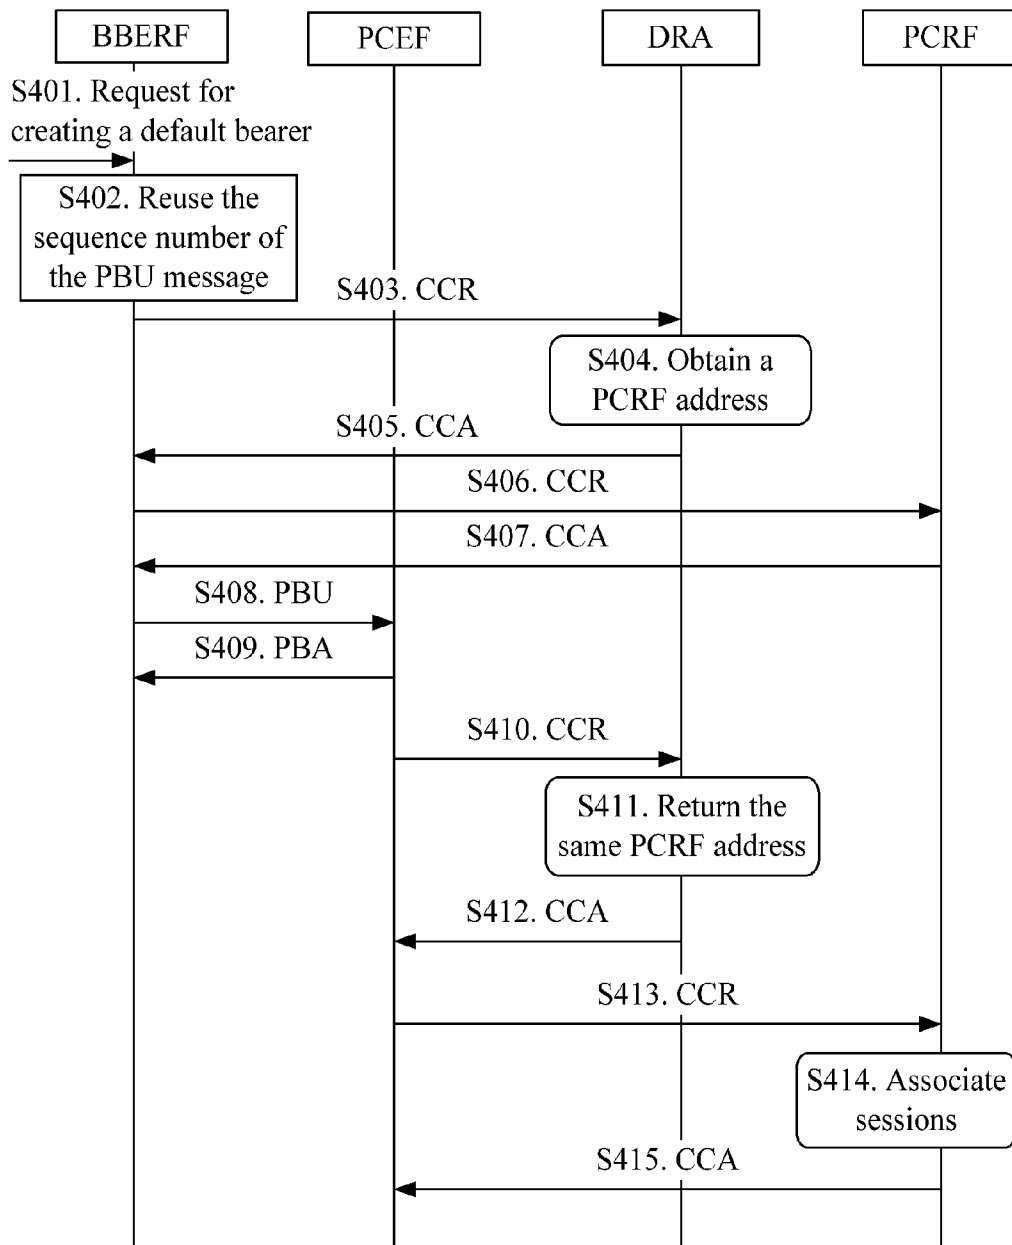 BBERF
PCEF
DRA
PCRF
S401. Request for
creating a default bearer
S402. Reuse the
sequence number of
the PBU message
S403. CCR
S404. Obtain a
PCRF address
S405. CCA
S406. CCR
S407. CCA
S408. PBU
S409. PBA
S410. CCR
S411. Return the
same PCRF address
S412. CCA
S413. CCR
S414. Associate
sessions
S415. CCA